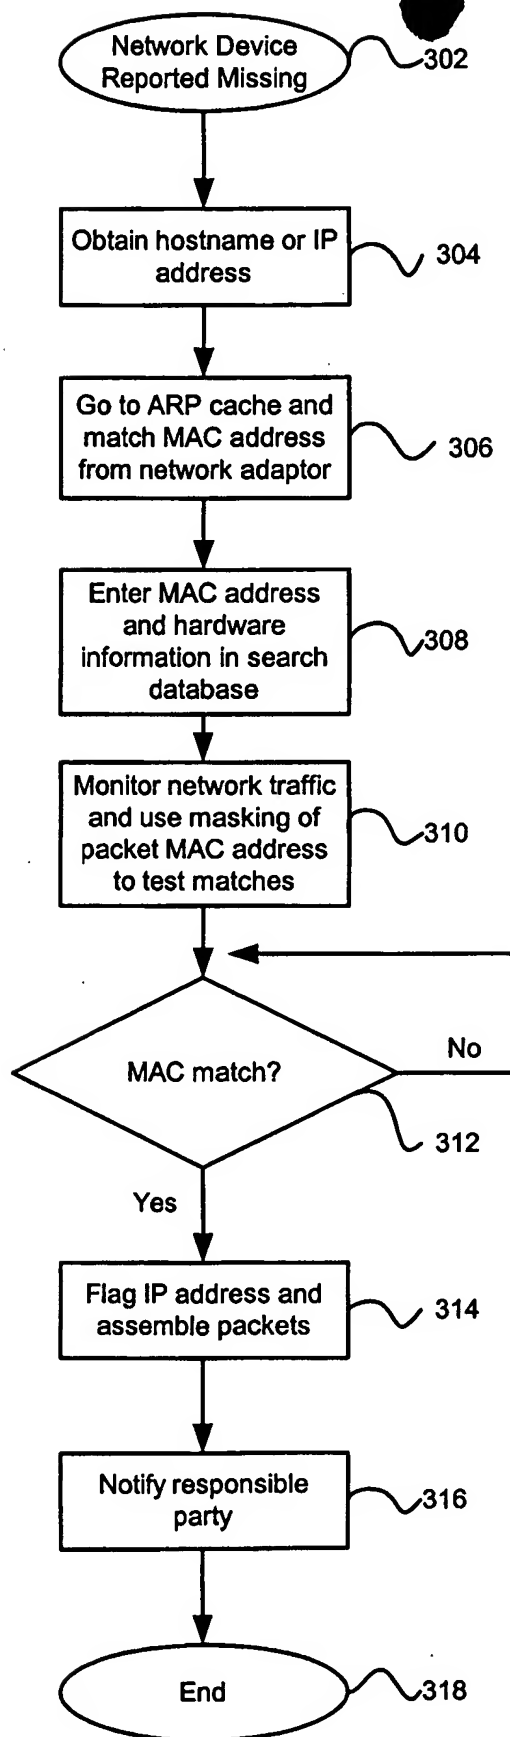 Network Device
Reported Missing
302
Obtain hostname or IP
address
304
Go to ARP cache and
match MAC address
from network adaptor
306
Enter MAC address
and hardware
information in search
database
308
Monitor network traffic
and use masking of
packet MAC address
to test matches
310
MAC match?
No
312
Yes
Flag IP address and
assemble packets
314
Notify responsible
party
316
End
318